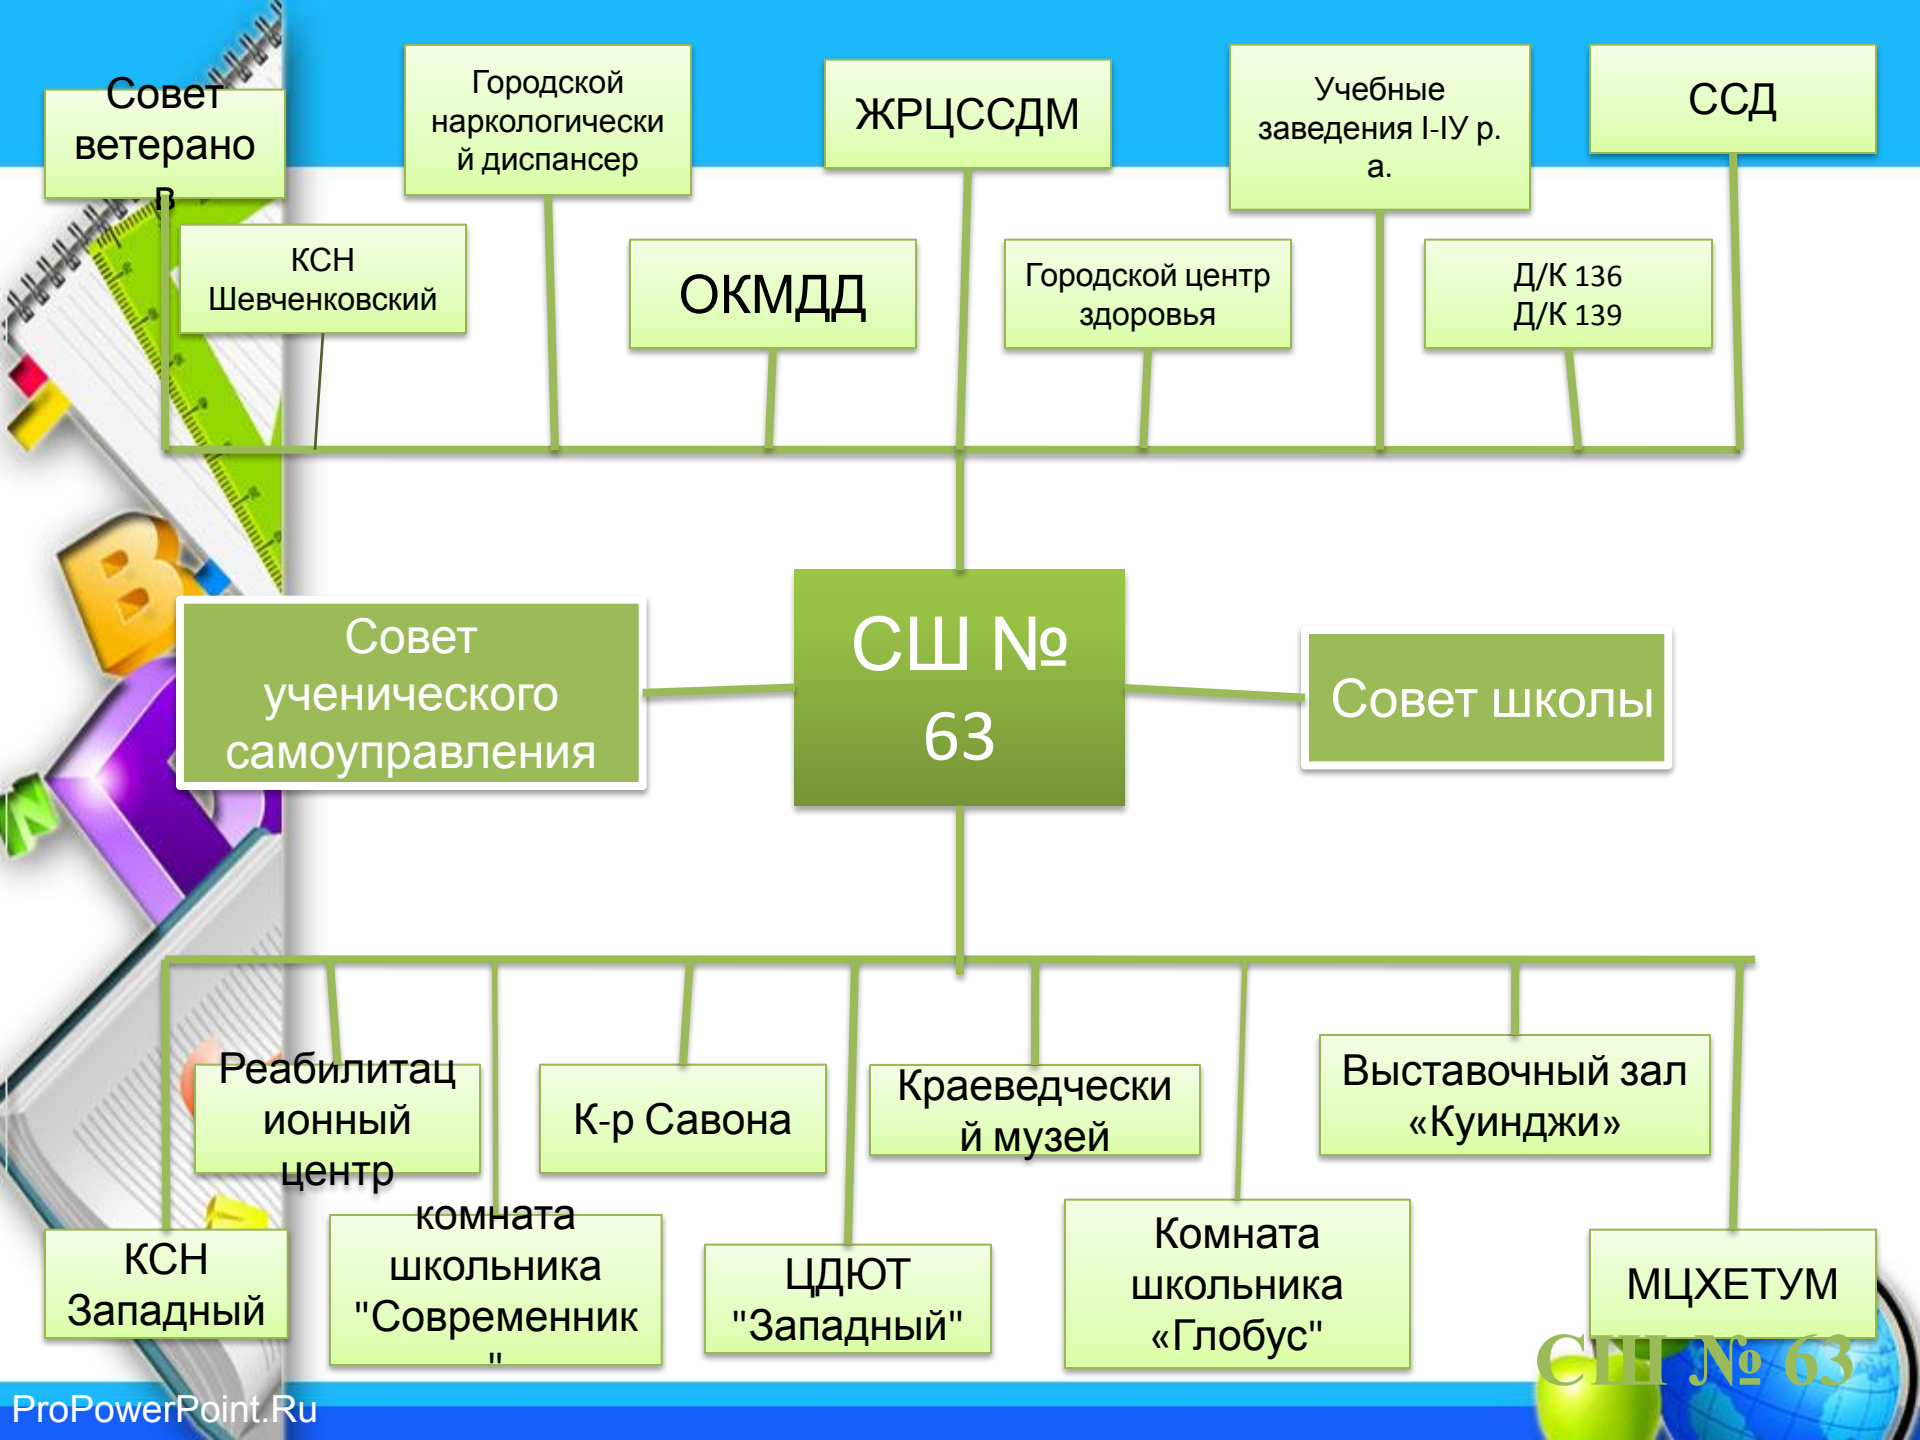 Совет
ветерано
в
Городской
наркологически
й диспансер
ЖРЦССДМ
Учебные
заведения I-IУ р.
а.
ССД
КСН
Шевченковский
ОКМДД
Городской центр
здоровья
Д/К 136
Д/К 139
Совет
ученического
самоуправления
СШ №
63
Совет школы
Реабилитац
ионный
центр
К-р Савона
Краеведчески
й музей
Выставочный зал
«Куинджи»
КСН
Западный
комната
школьника
"Современник
"
ЦДЮТ
"Западный"
Комната
школьника
«Глобус"
МЦХЕТУМ
СШ № 63
ProPowerPoint.Ru